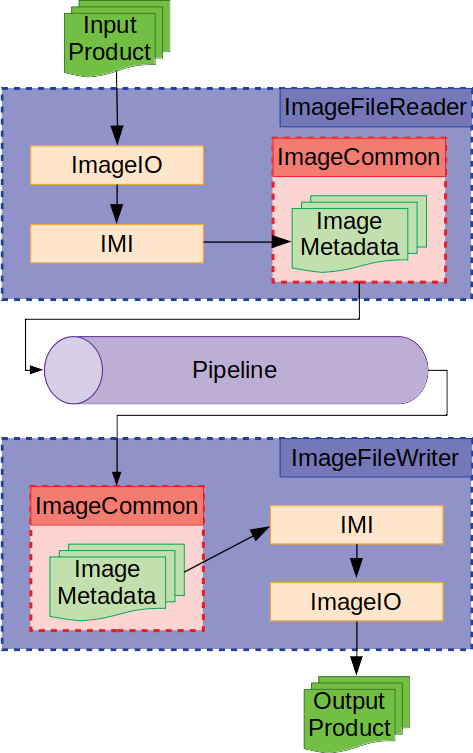 Input
Product
ImageFileReader
ImageIO
ImageCommon
IMI
Image
Metadata
Pipeline
ImageFileWriter
ImageCommon
IMI
Image
Metadata
ImageIO
Output
Product